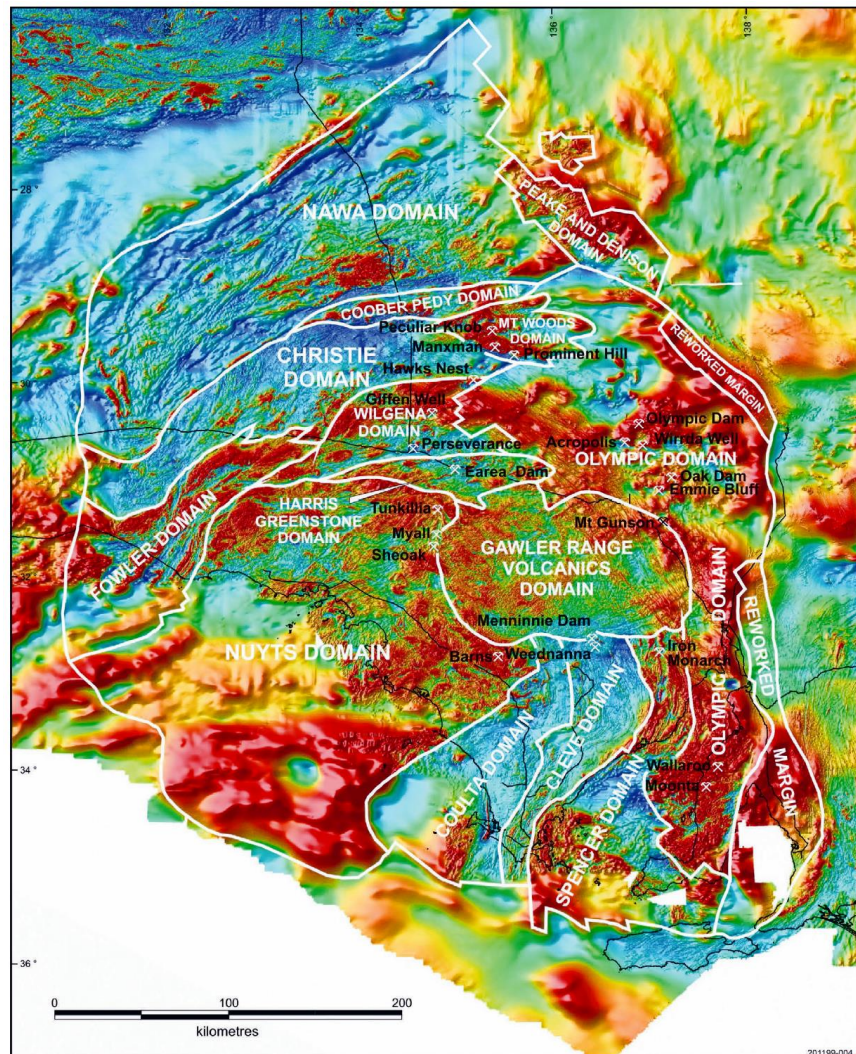 132
134
136
138
28°
NAWA DOMAIN
PEAKE AND DENISON
DOMAIN
COOBER PEDY DOMAIN
Peculiar Knob
MT WOODS
DOMAIN
Manxman
Prominent Hill
CHRISTIE
DOMAIN
REWORKED MARGIN
Hawks Nest
30
Giffen Well
WILGENA
DOMAIN
Olympic Dam
Perseverance
Acropolis
Wirrda Well
OLYMPIC DOMAIN
Earea Dam
Oak Dam
Emmie Bluff
HARRIS
GREENSTONE
DOMAIN
Tunkillia
Mt Gunson
Myall
Sheoak
GAWLER RANGE
VOLCANICS
DOMAIN
FOWLER DOMAIN
32
Menninnie Dam
NUYTS DOMAIN
Barns
Weednanna
Iron
Monarch
OLYMPIC DOMAIN
REWORKED
MARGIN
COULTA DOMAIN
CLEVE DOMAIN
SPENCER DOMAIN
34°
Wallaroo
Moonta
36°
0
100
200
kilometres
201199-004